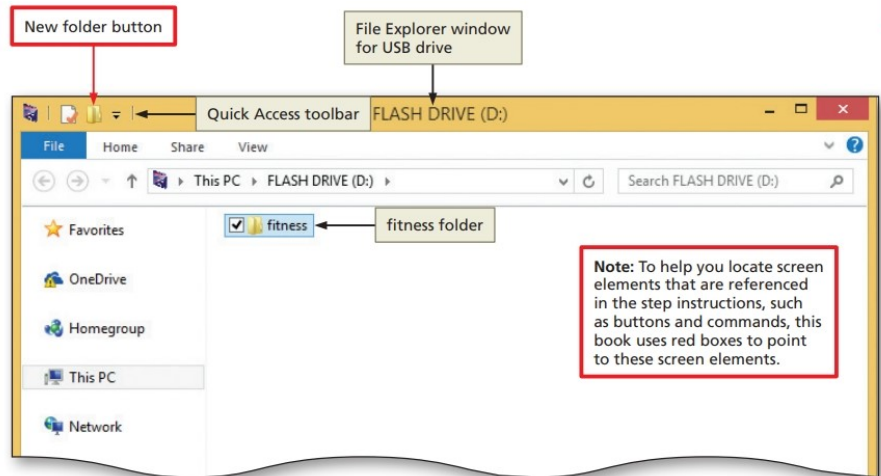 New folder button
File Explorer window
for USB drive
Quick Access toolbar
FLASH DRIVE (D:)
File Home Share View
This PC FLASH DRIVE (D:)
Search FLASH DRIVE (D:)
Favorites
fitness
fitness folder
OneDrive
Homegroup
This PC
Network
Note: To help you locate screen
elements that are referenced
in the step instructions, such
as buttons and commands, this
book uses red boxes to point
to these screen elements.